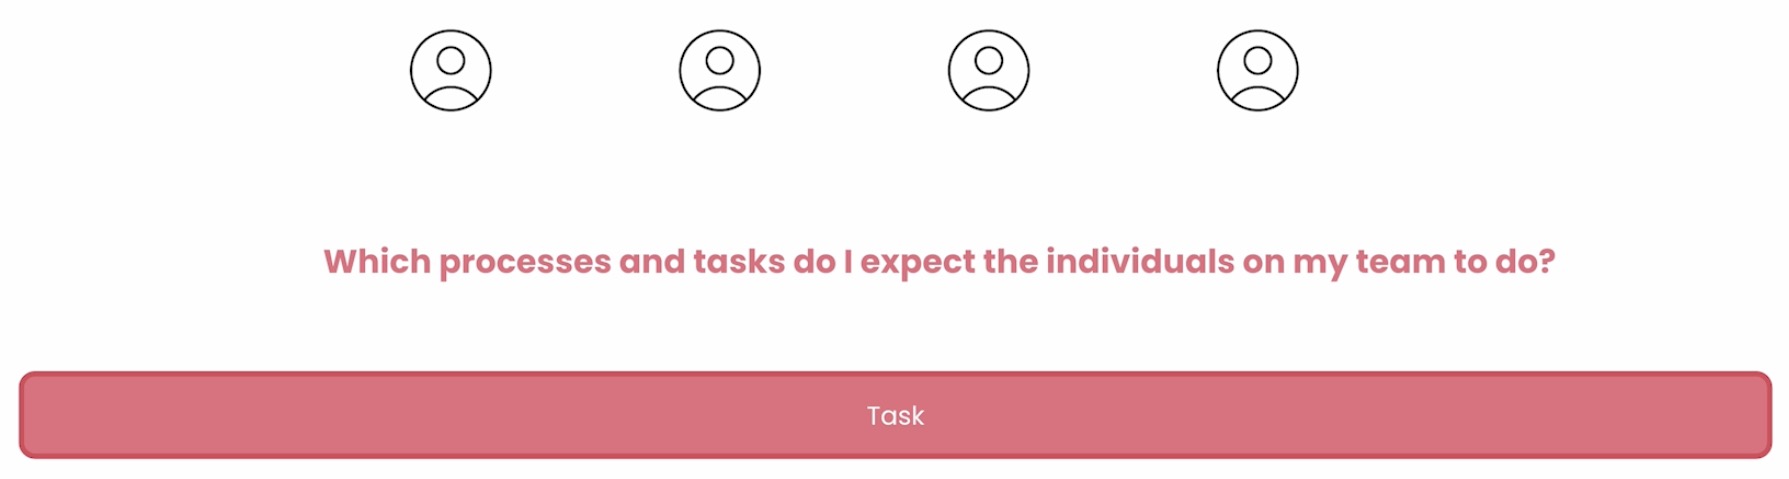 Which processes and tasks do I expect the individuals on my team to do?
Task